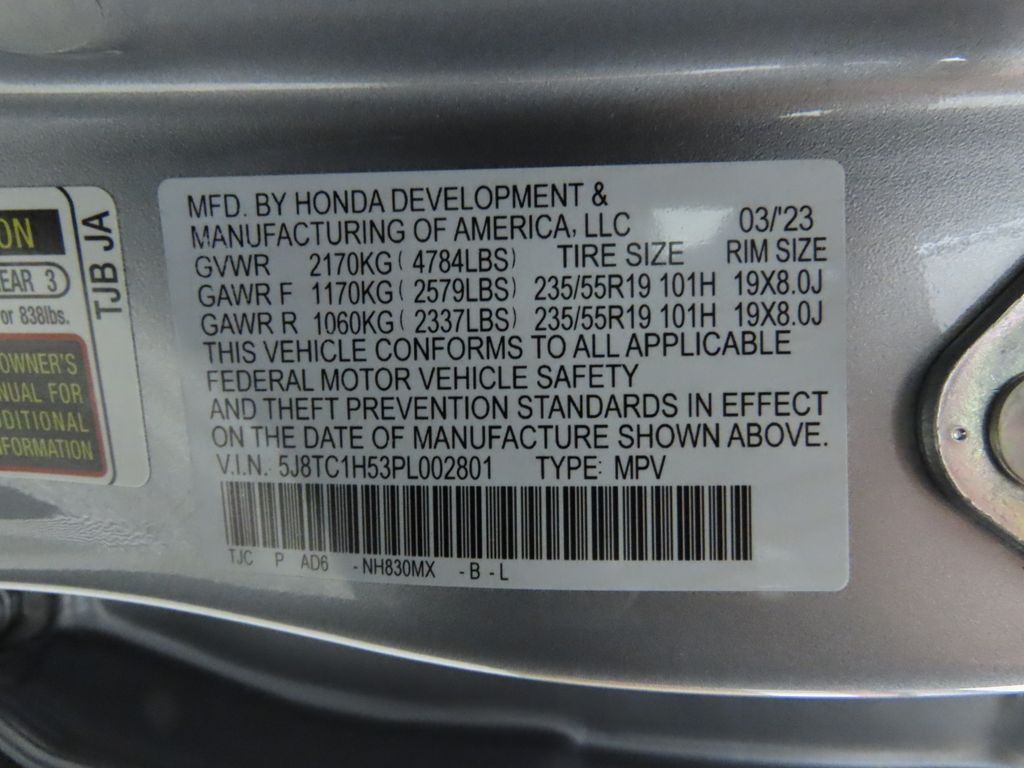 ON
EAR 3
or 838lbs.
OWNER'S
NUAL FOR
DDITIONAL
NFORMATION
TJB JA
MFD. BY HONDA DEVELOPMENT &
MANUFACTURING OF AMERICA, LLC 03/'23
GVWR 2170KG ( 4784LBS) TIRE SIZE RIM SIZE
GAWR F 1170KG ( 2579LBS) 235/55R19 101H 19X8.0J
GAWR R 1060KG ( 2337LBS) 235/55R19 101H 19X8.0J
THIS VEHICLE CONFORMS TO ALL APPLICABLE
FEDERAL MOTOR VEHICLE SAFETY
AND THEFT PREVENTION STANDARDS IN EFFECT
ON THE DATE OF MANUFACTURE SHOWN ABOVE.
V.I.N. 5J8TC1H53PL002801 TYPE: MPV
TJC P AD6 -NH830MX -B-L